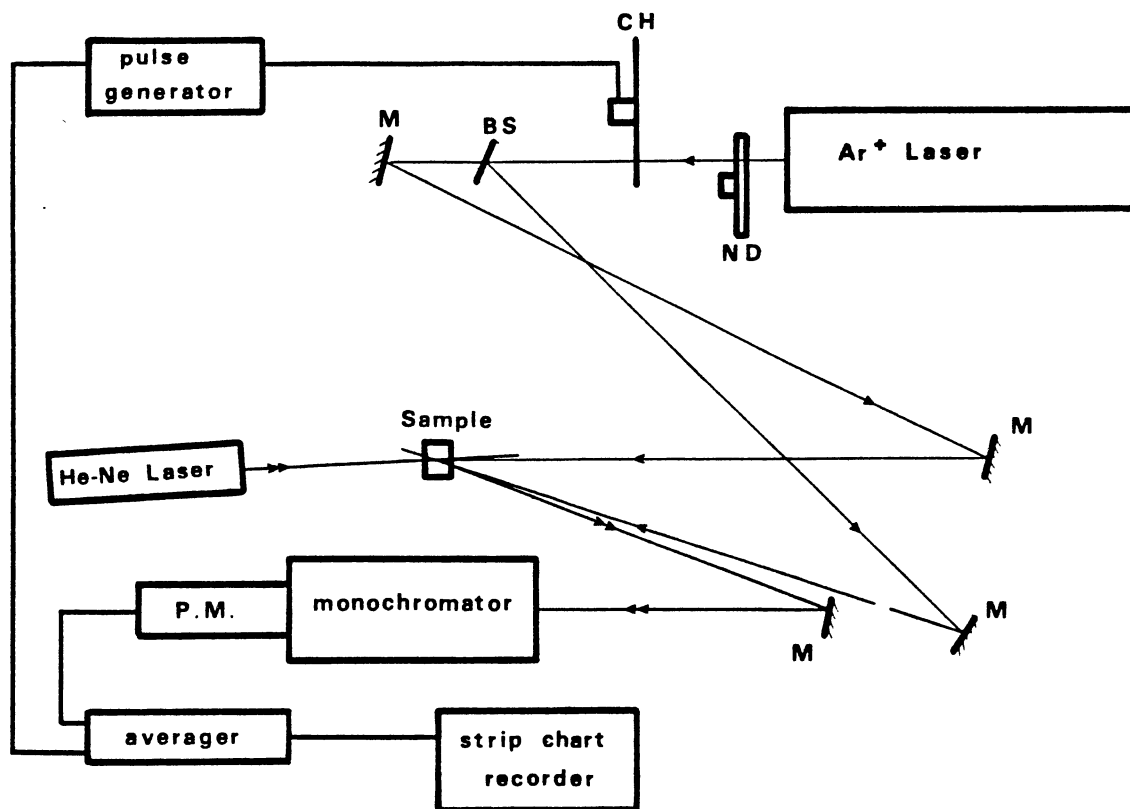 CH
pulse
generator
M
BS
Ar+ Laser
ND
Sample
M
He-Ne Laser
P.M.
monochromator
M
M
averager
strip chart
recorder